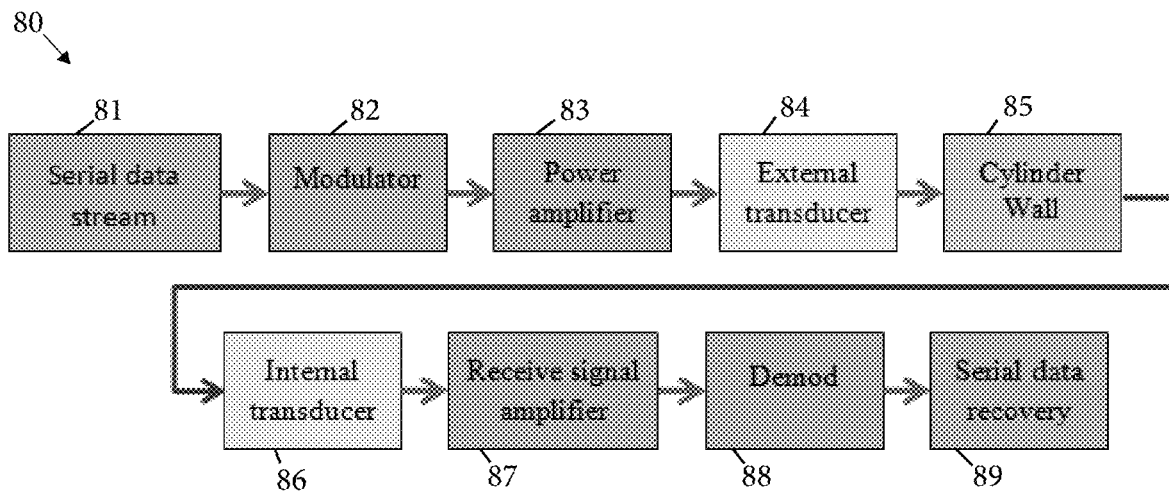 80
81
82
83
84
85
Serial data
stream
Modulator
Power
amplifier
External
transducer
Cylinder
Wall
Internal
transducer
Receive signal
amplifier
Demod
Serial data
recovery
86
87
88
89